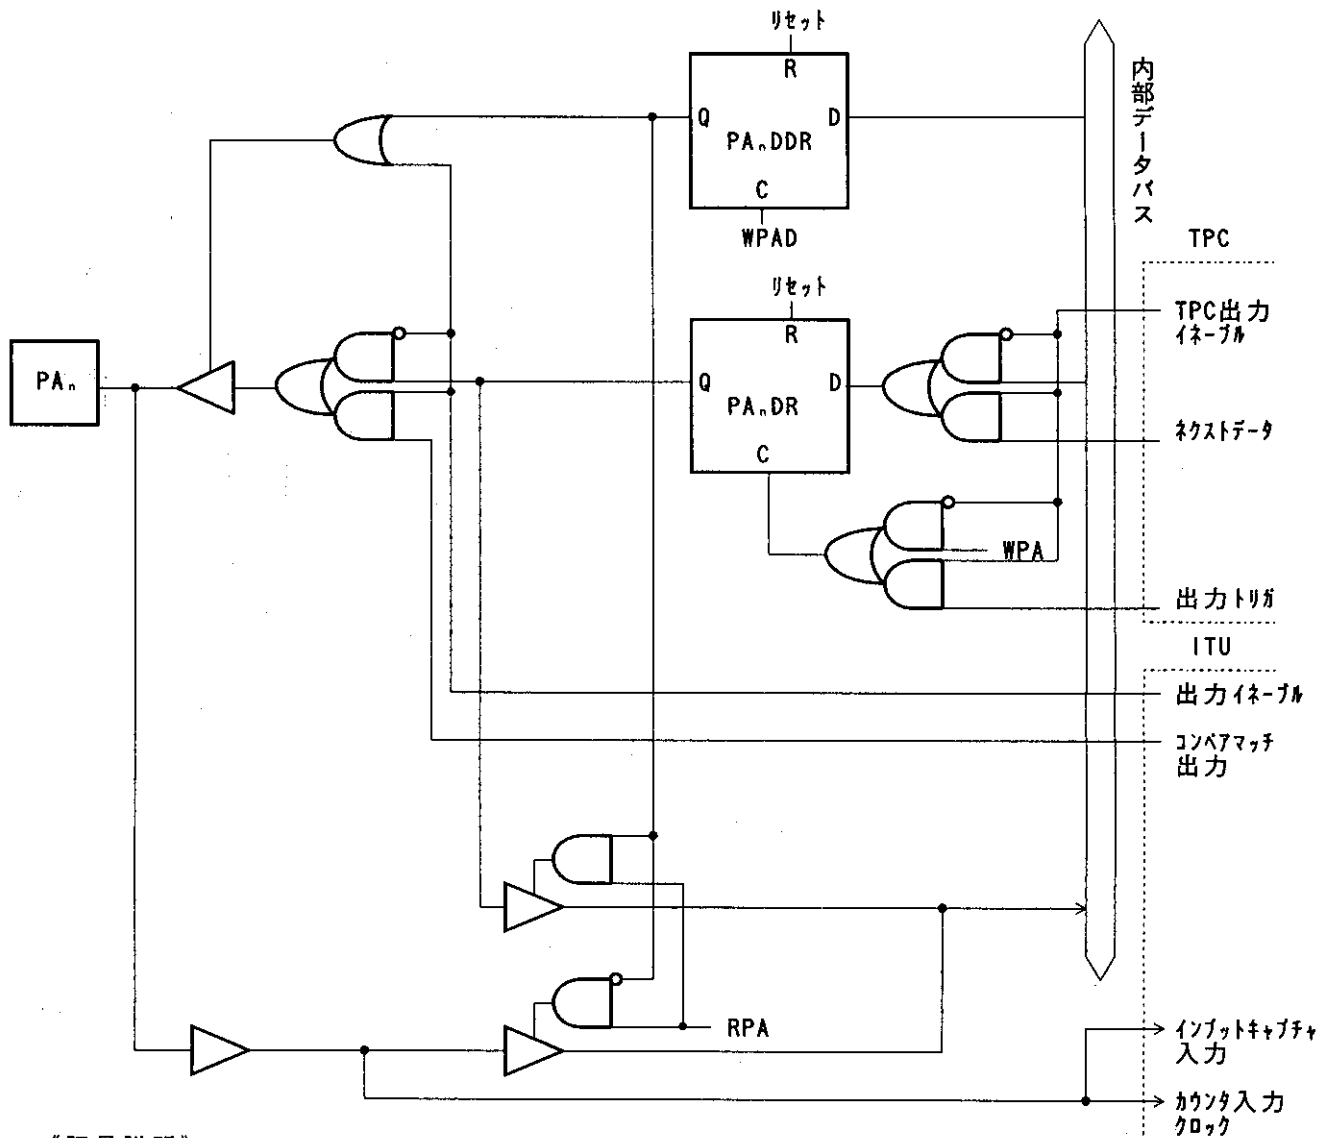 リセット
R
Q
D
PAₙDDR
C
WPAD
内部データバス
TPC
リセット
R
TPC出力
イネーブル
PAₙ
Q
D
PAₙDR
C
ネクストデータ
WPA
出力トリガ
ITU
出力イネーブル
コンペアマッチ
出力
RPA
インプットキャプチャ
入力
カウンタ入力
クロック